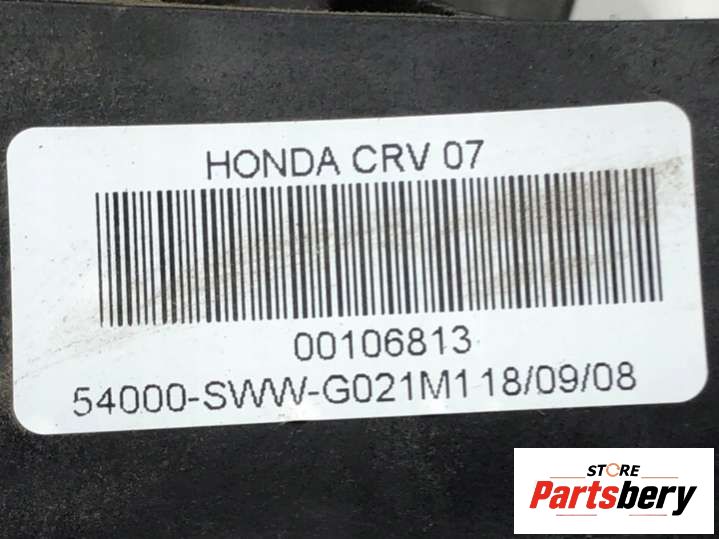 HONDA CRV 07
00106813
54000-SWW-G021M1 18/09/08
STORE
Partsbery